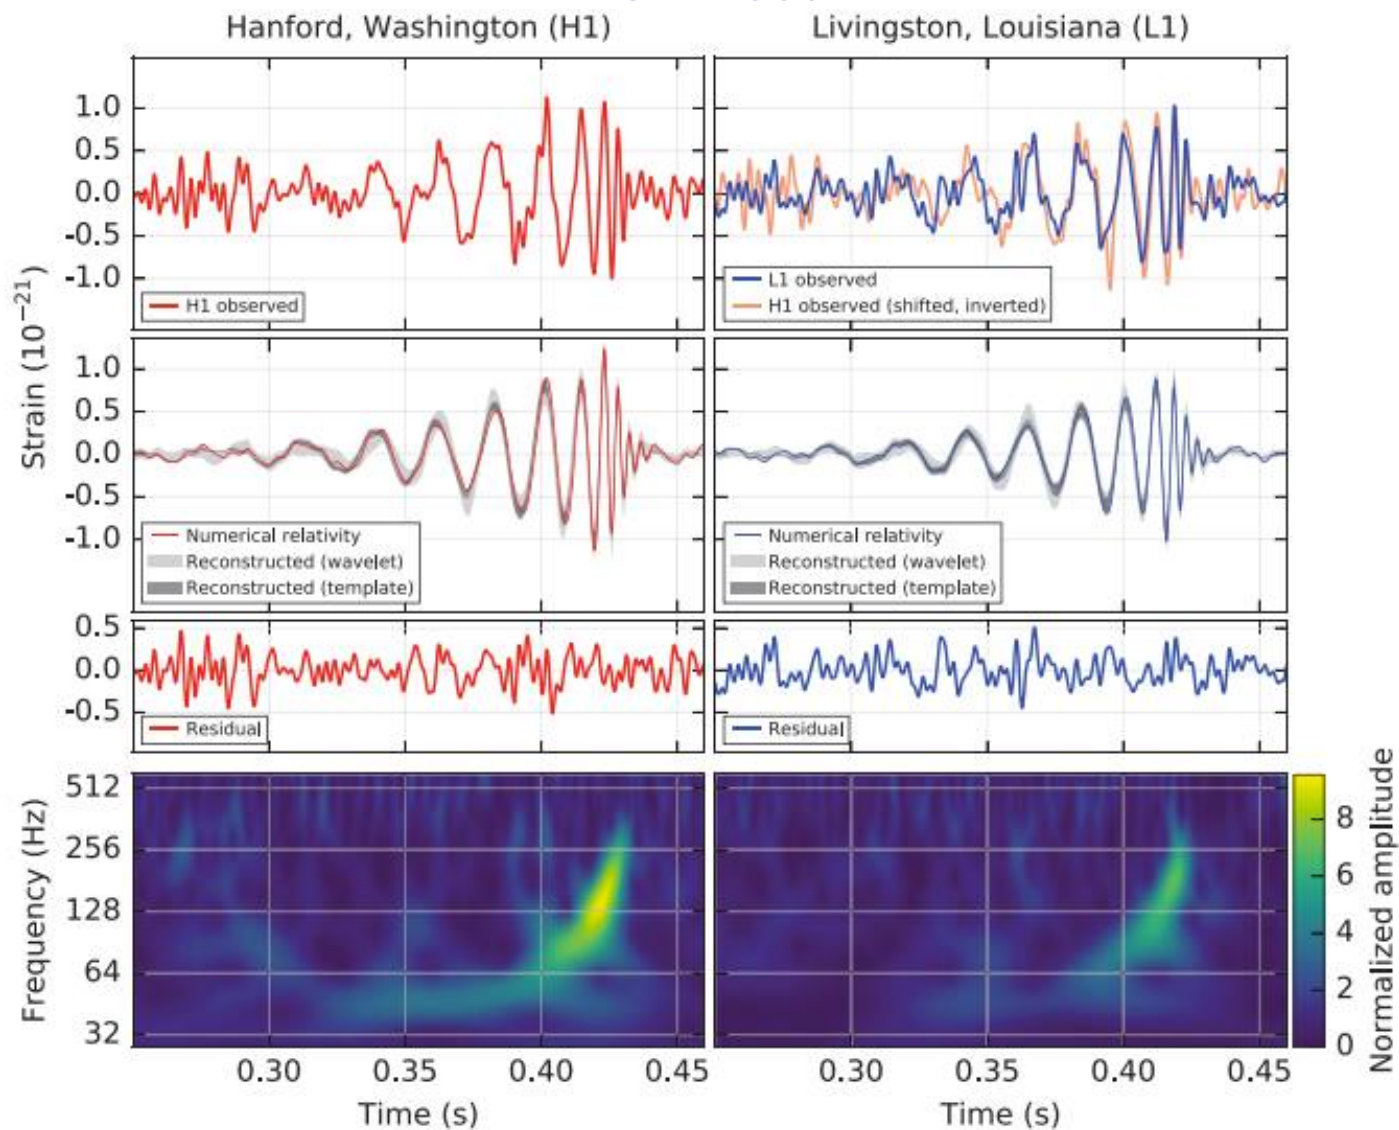 Hanford, Washington (H1)
Livingston, Louisiana (L1)
Strain (10⁻²¹)
1.0
0.5
0.0
-0.5
-1.0
H1 observed
L1 observed
H1 observed (shifted, inverted)
1.0
0.5
0.0
-0.5
-1.0
Numerical relativity
Reconstructed (wavelet)
Reconstructed (template)
Numerical relativity
Reconstructed (wavelet)
Reconstructed (template)
0.5
0.0
-0.5
Residual
Residual
Frequency (Hz)
512
256
128
64
32
Normalized amplitude
8
6
4
2
0
0.30 0.35 0.40 0.45
0.30 0.35 0.40 0.45
Time (s)
Time (s)